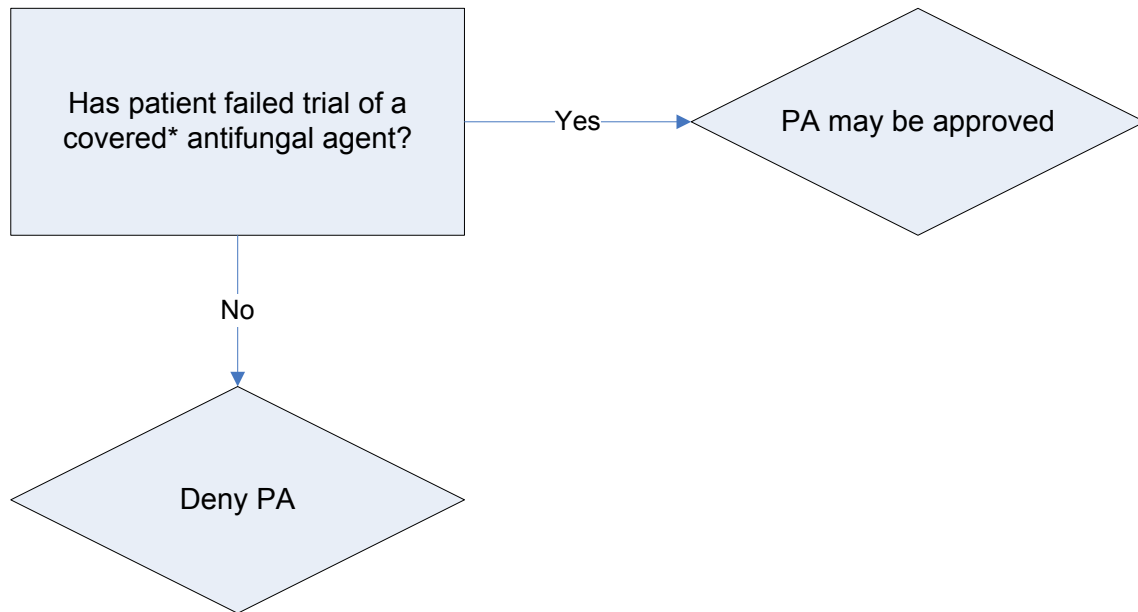 Has patient failed trial of a
covered* antifungal agent?
Yes
PA may be approved
No
Deny PA